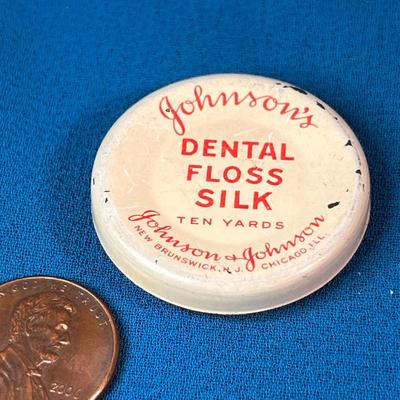 Johnson's
DENTAL
FLOSS
SILK
TEN YARDS
Johnson & Johnson
NEW BRUNSWICK, N.J. CHICAGO, ILL.